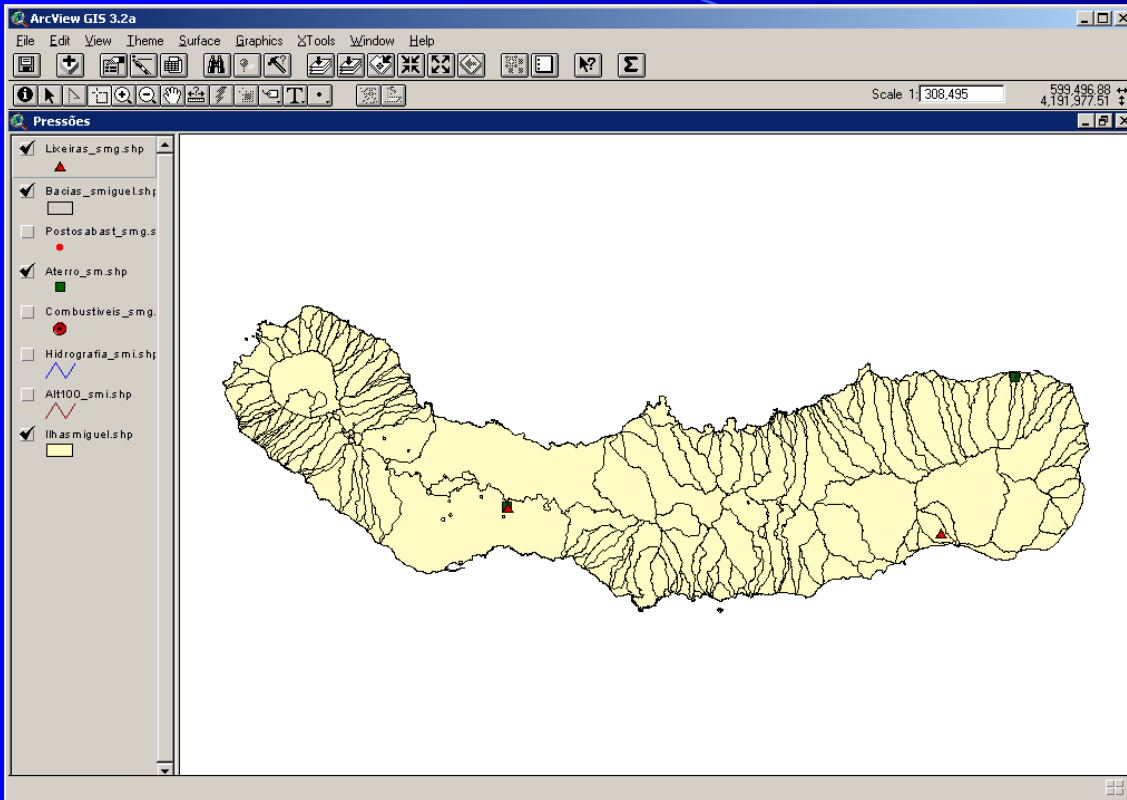 ArcView GIS 3.2a
File Edit View Theme Surface Graphics XTools Window Help
Scale 1: 308,495
599,496.88
4,191,977.51
Pressões
Lixeiras_smg.shp
Bacias_smiguel.shp
Postosabast_smg.s
Aterro_sm.shp
Combustiveis_smg.
Hidrografia_smi.shp
Alt100_smi.shp
Ilhasmiguel.shp